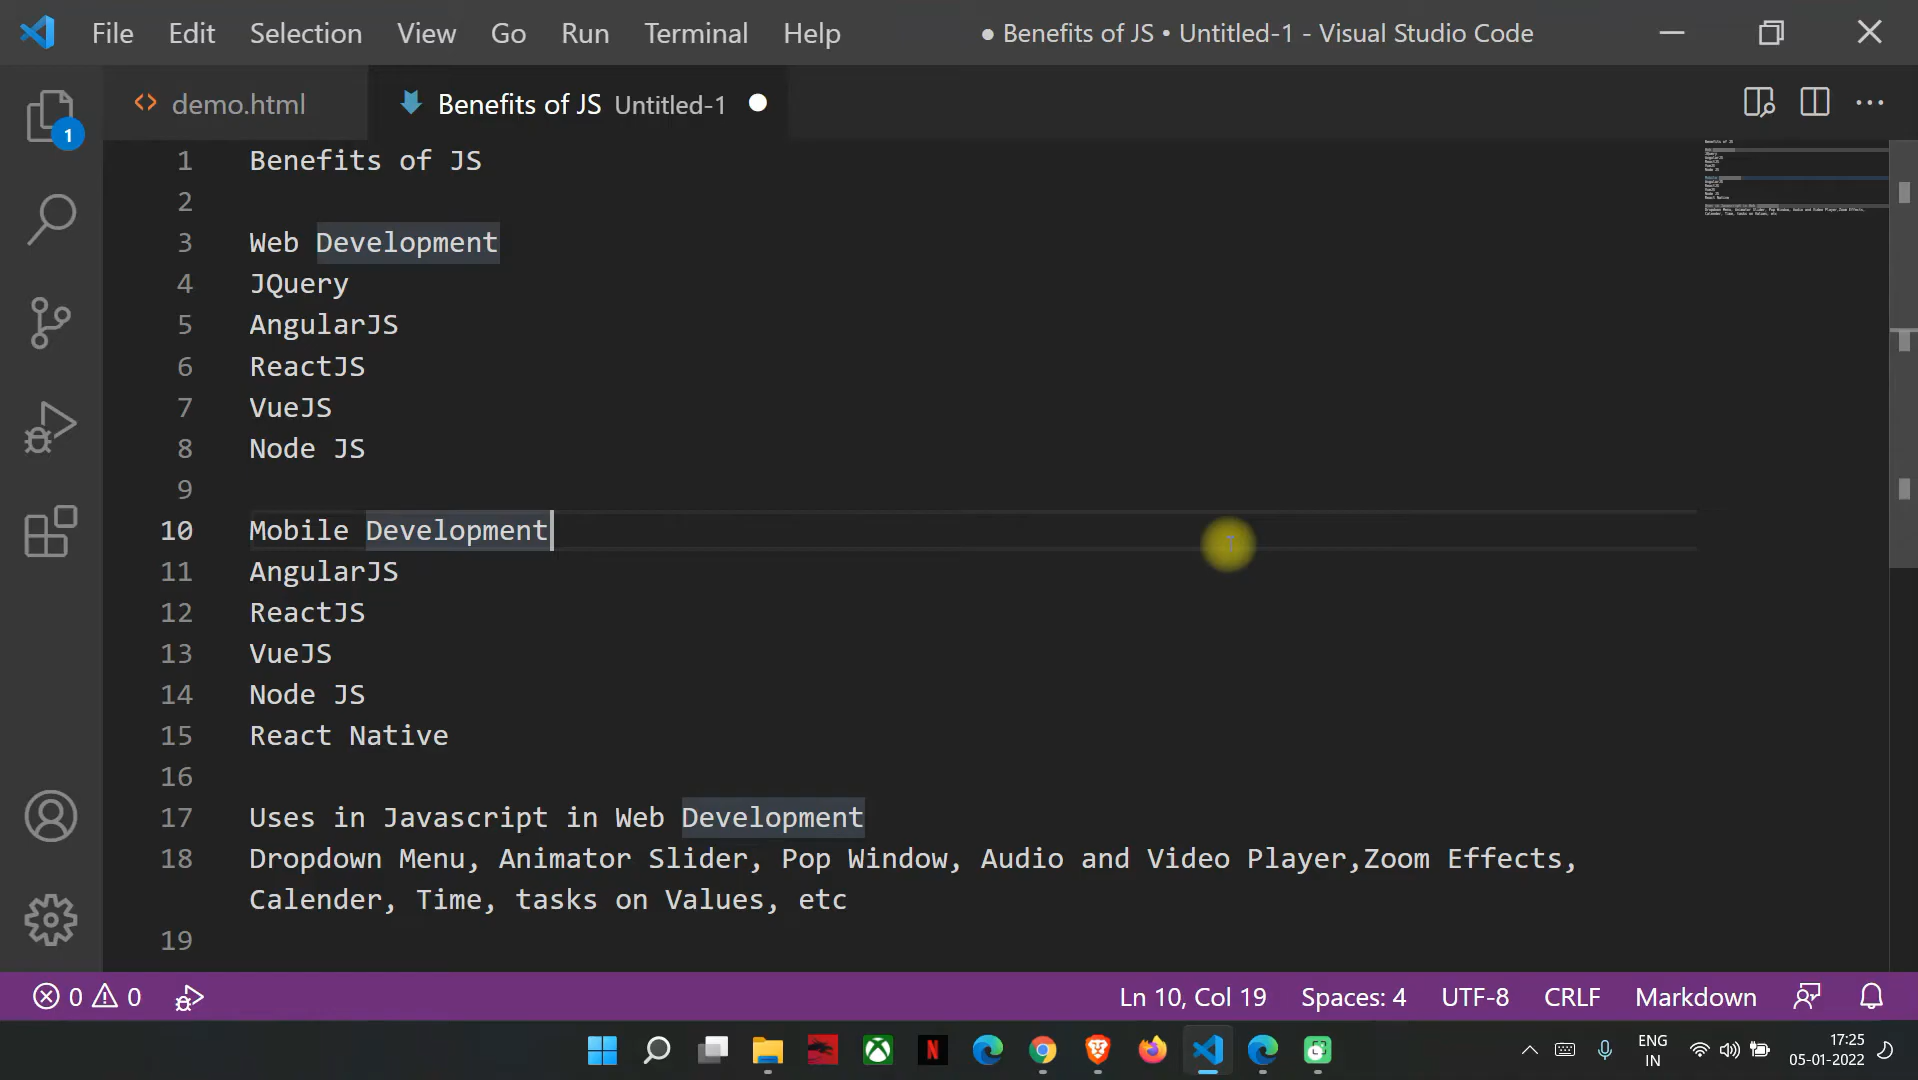 File Edit Selection View Go Run Terminal Help ● Benefits of JS • Untitled-1 - Visual Studio Code
demo.html Benefits of JS Untitled-1
1
1 Benefits of JS
2
3 Web Development
4 JQuery
5 AngularJS
6 ReactJS
7 VueJS
8 Node JS
9
10 Mobile Development
11 AngularJS
12 ReactJS
13 VueJS
14 Node JS
15 React Native
16
17 Uses in Javascript in Web Development
18 Dropdown Menu, Animator Slider, Pop Window, Audio and Video Player,Zoom Effects,
Calender, Time, tasks on Values, etc
19
0 0 Ln 10, Col 19 Spaces: 4 UTF-8 CRLF Markdown
N ENG 17:25
IN 05-01-2022